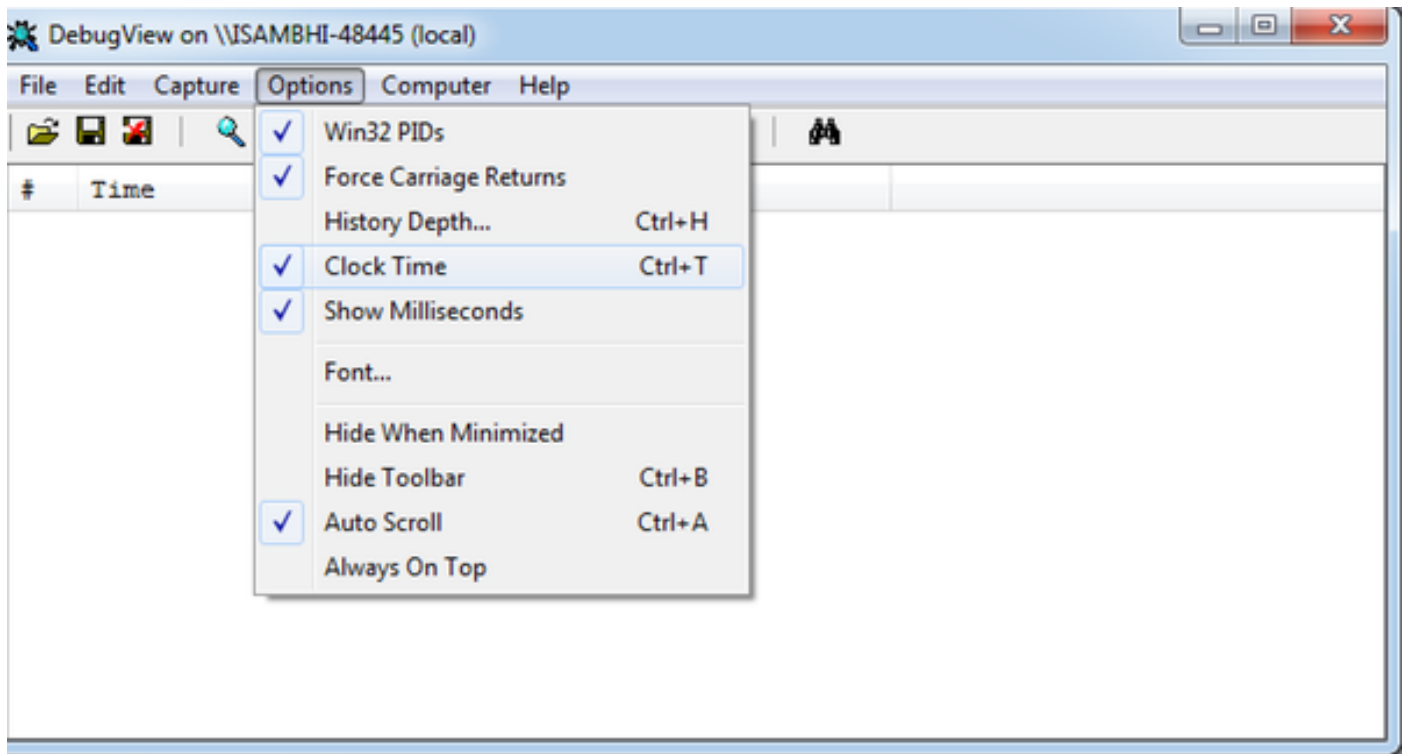 DebugView on \\ISAMBHI-48445 (local)
File Edit Capture Options Computer Help
# Time
Win32 PIDs
Force Carriage Returns
History Depth... Ctrl+H
Clock Time Ctrl+T
Show Milliseconds
Font...
Hide When Minimized
Hide Toolbar Ctrl+B
Auto Scroll Ctrl+A
Always On Top